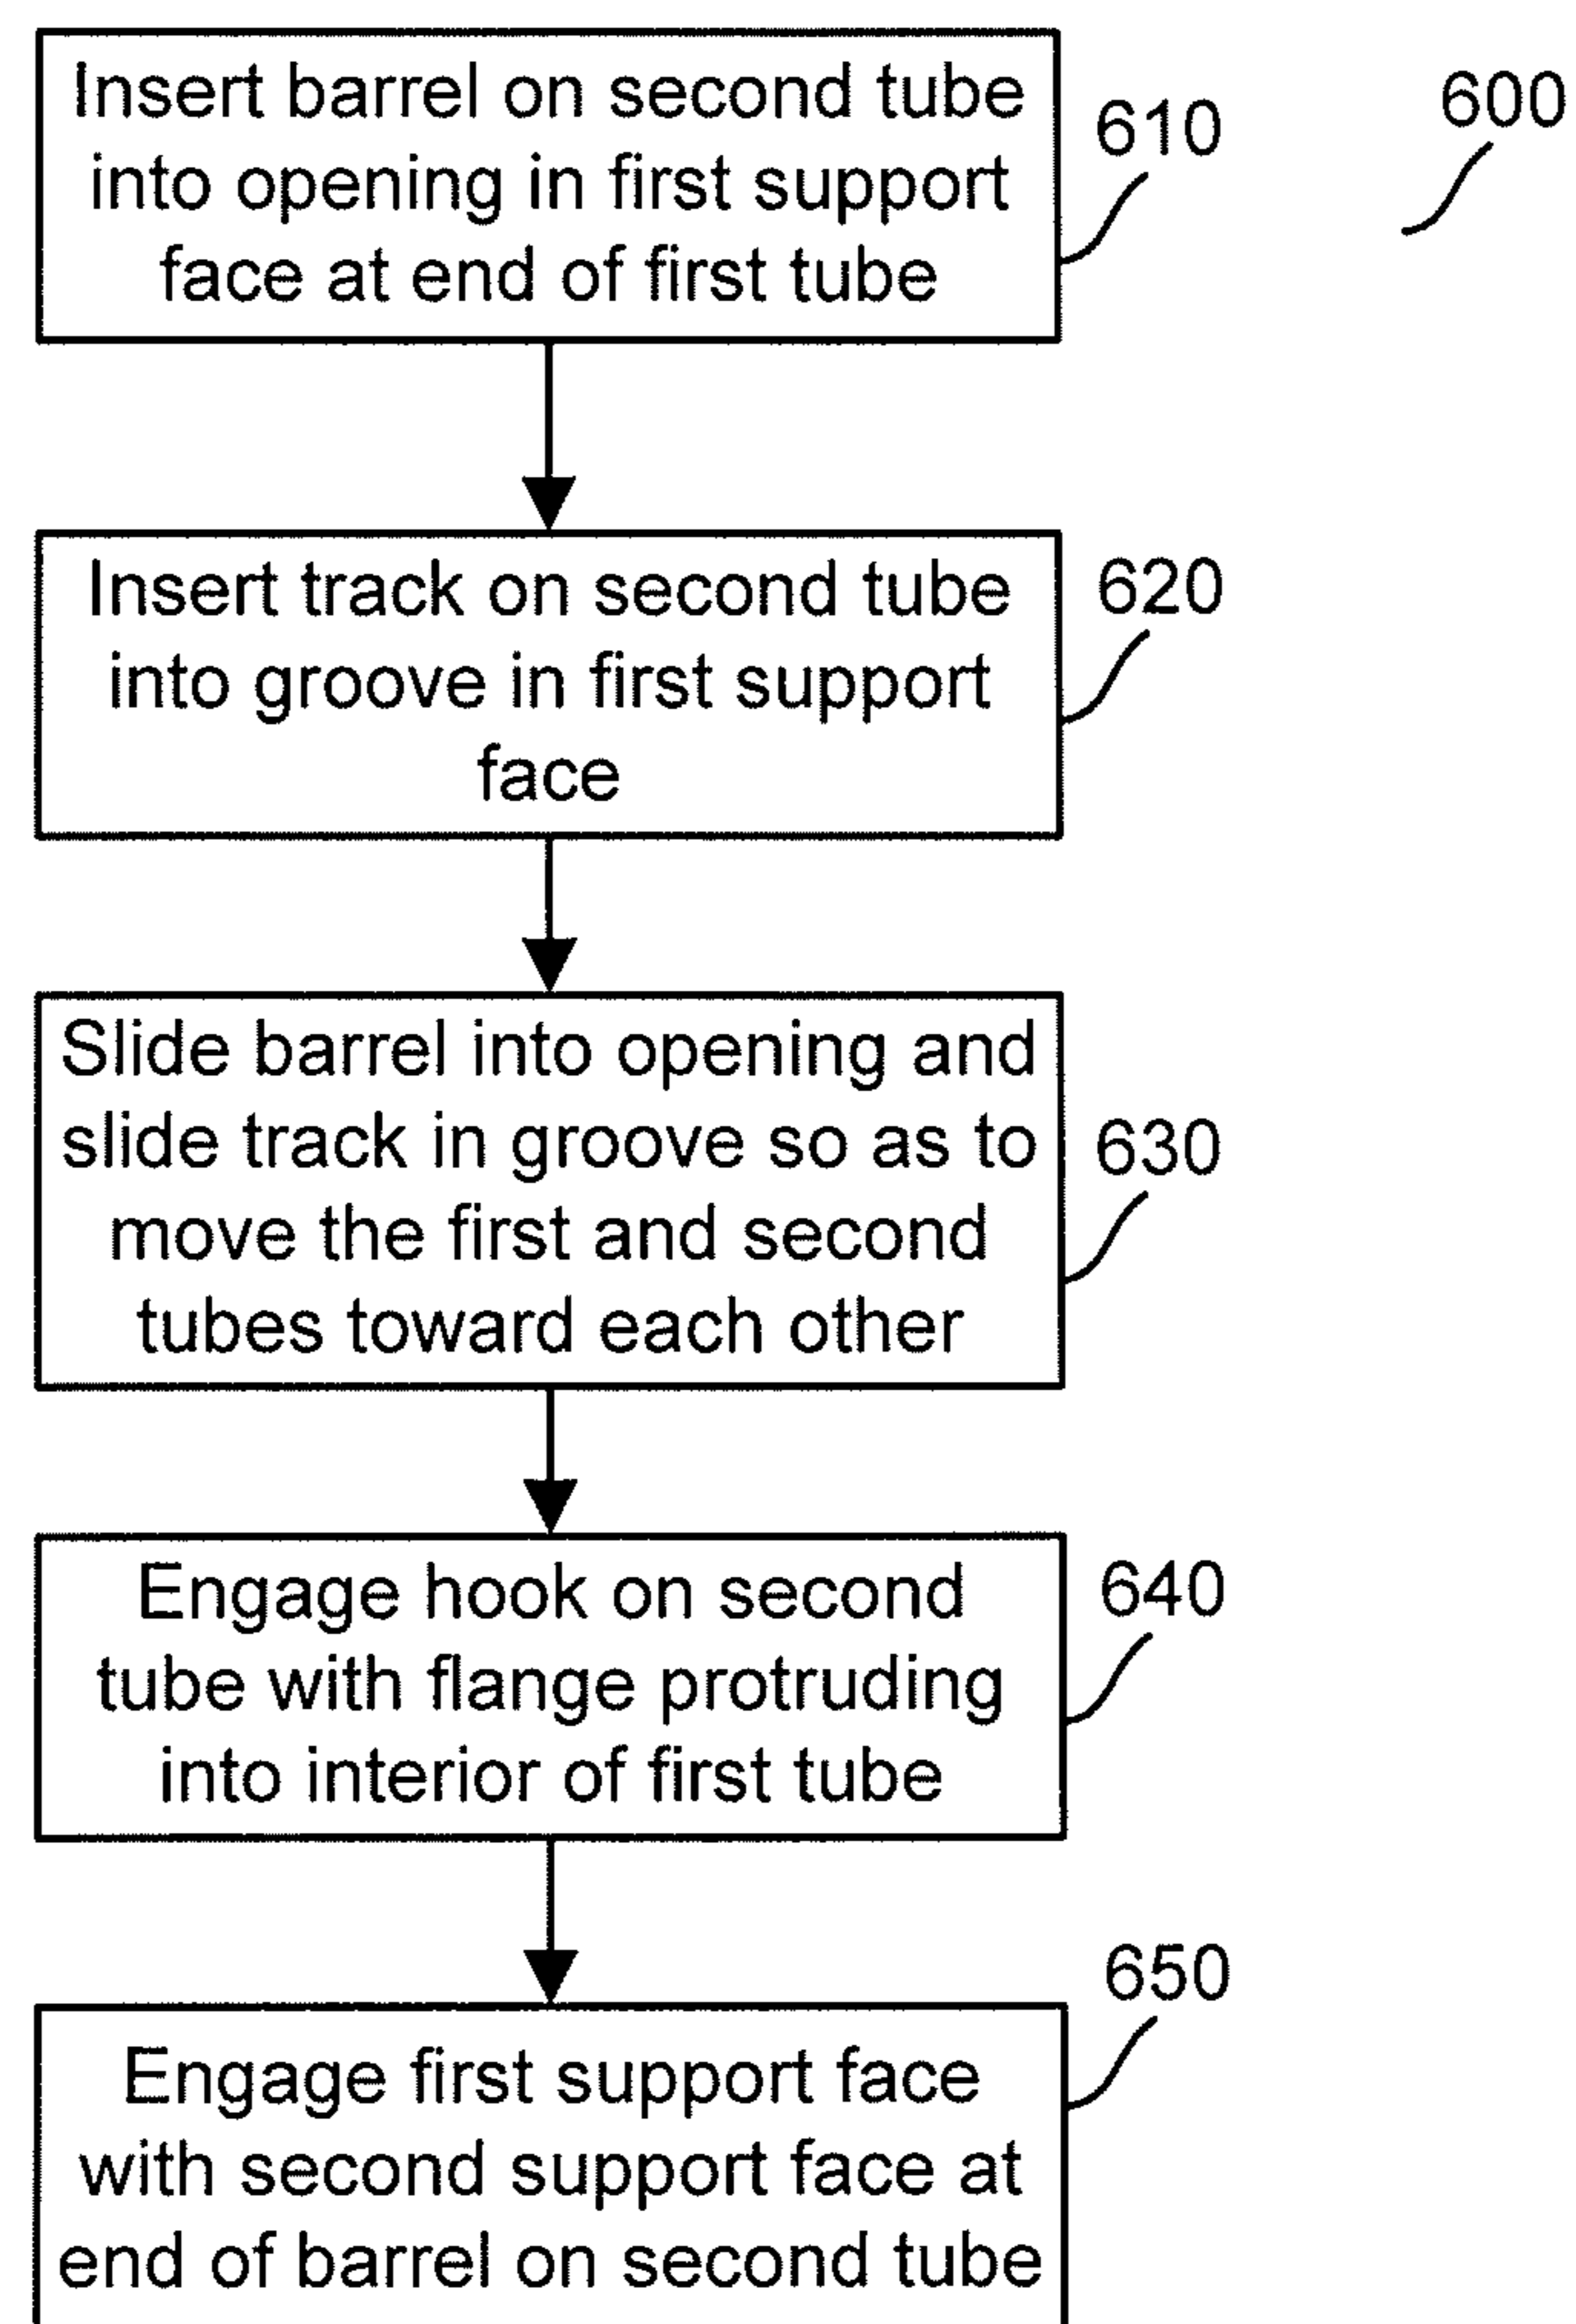 Insert barrel on second tube
into opening in first support
face at end of first tube
610
600
Insert track on second tube
into groove in first support
face
620
Slide barrel into opening and
slide track in groove so as to
move the first and second
tubes toward each other
630
Engage hook on second
tube with flange protruding
into interior of first tube
640
Engage first support face
with second support face at
end of barrel on second tube
650